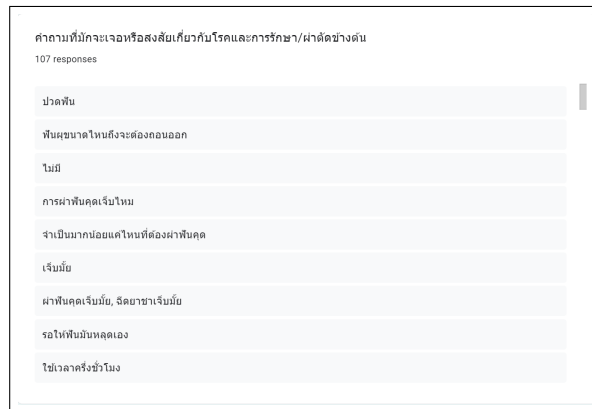 คำถามที่มักจะเจอหรือสงสัยเกี่ยวกับโรคและการรักษา/ผ่าตัดข้างต้น
107 responses
ปวดฟัน
ฟันผุขนาดไหนถึงจะต้องถอนออก
ไม่มี
การผ่าฟันคุดเจ็บไหม
จำเป็นมากน้อยแค่ไหนที่ต้องผ่าฟันคุด
เจ็บมั้ย
ผ่าฟันคุดเจ็บมั้ย, ฉีดยาชาเจ็บมั้ย
รอให้ฟันมันหลุดเอง
ใช้เวลาครึ่งชั่วโมง